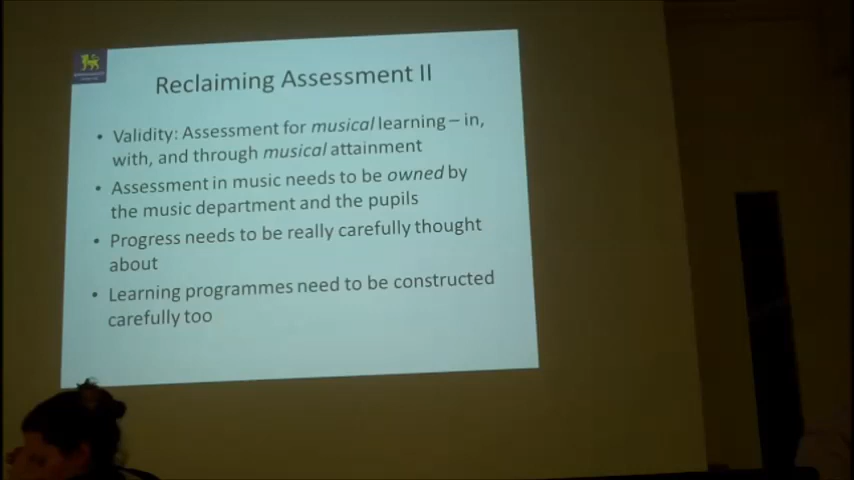 Reclaiming Assessment II
• Validity: Assessment for musical learning – in,
with, and through musical attainment
• Assessment in music needs to be owned by
the music department and the pupils
• Progress needs to be really carefully thought
about
• Learning programmes need to be constructed
carefully too